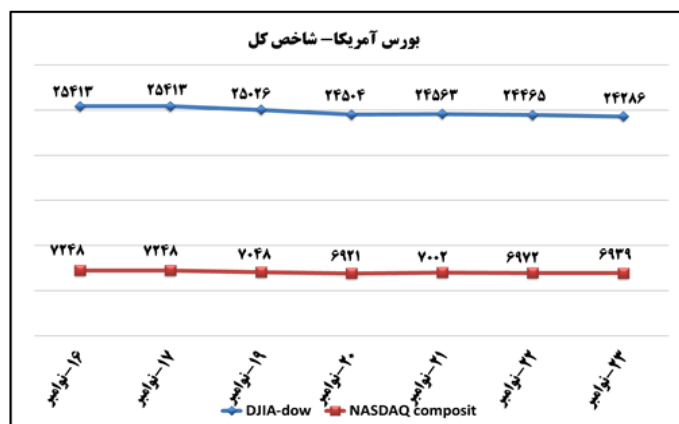 بورس آمریکا– شاخص کل
۲۵۴۱۳ ۲۵۴۱۳ ۲۵۰۲۶ ۲۴۵۰۴ ۲۴۵۶۳ ۲۴۴۶۵ ۲۴۲۸۶
۷۲۴۸ ۷۲۴۸ ۷۰۴۸ ۶۹۲۱ ۷۰۰۲ ۶۹۷۲ ۶۹۳۹
۱۶-نوامبر ۱۷-نوامبر ۱۹-نوامبر ۲۰-نوامبر ۲۱-نوامبر ۲۲-نوامبر ۲۳-نوامبر
DJIA-dow NASDAQ composit